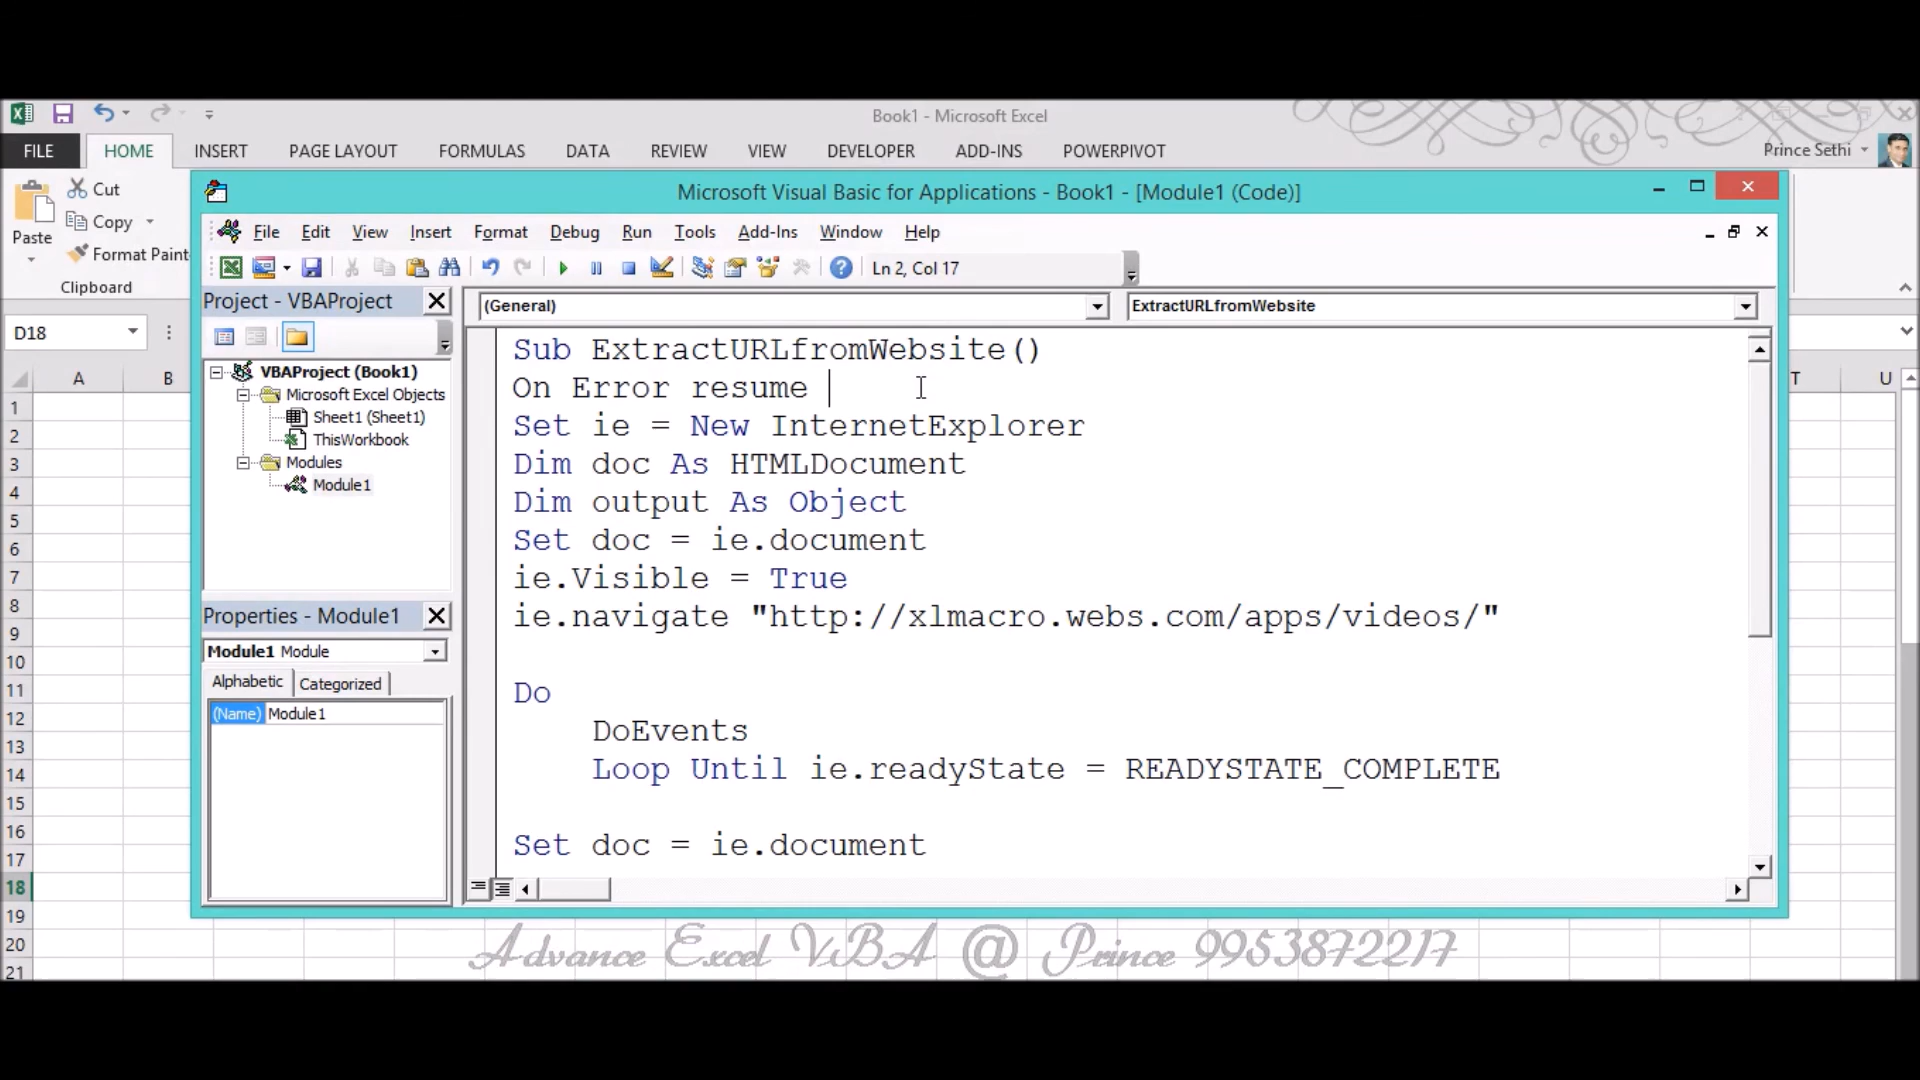 Book1 - Microsoft Excel
FILE HOME INSERT PAGE LAYOUT FORMULAS DATA REVIEW VIEW DEVELOPER ADD-INS POWERPIVOT Prince Sethi
Cut
Copy
Format Paint
Paste
Clipboard
D18
A B T U
1
2
3
4
5
6
7
8
9
10
11
12
13
14
15
16
17
18
19
20
21
Microsoft Visual Basic for Applications - Book1 - [Module1 (Code)]
File Edit View Insert Format Debug Run Tools Add-Ins Window Help
Ln 2, Col 17
Project - VBAProject
VBAProject (Book1)
Microsoft Excel Objects
Sheet1 (Sheet1)
ThisWorkbook
Modules
Module1
Properties - Module1
Module1 Module
Alphabetic Categorized
(Name) Module1
(General) ExtractURLfromWebsite
Sub ExtractURLfromWebsite()
On Error resume
Set ie = New InternetExplorer
Dim doc As HTMLDocument
Dim output As Object
Set doc = ie.document
ie.Visible = True
ie.navigate "http://xlmacro.webs.com/apps/videos/"
Do
DoEvents
Loop Until ie.readyState = READYSTATE_COMPLETE
Set doc = ie.document
Advance Excel VBA @ Prince 9953872217